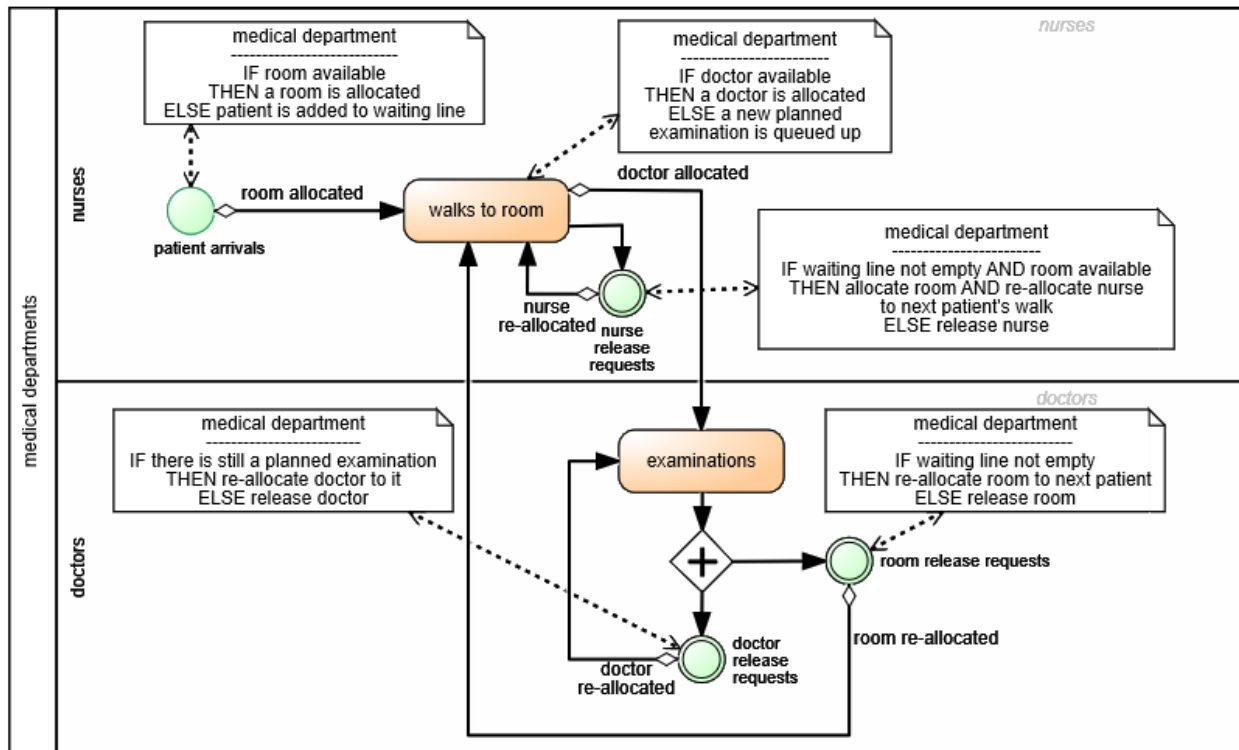 medical departments
nurses
nurses
medical department
----------------------------
IF room available
THEN a room is allocated
ELSE patient is added to waiting line
medical department
-------------------------
IF doctor available
THEN a doctor is allocated
ELSE a new planned
examination is queued up
doctor allocated
room allocated
walks to room
patient arrivals
medical department
-------------------------
IF waiting line not empty AND room available
THEN allocate room AND re-allocate nurse
to next patient's walk
ELSE release nurse
nurse
re-allocated
nurse
release
requests
doctors
doctors
medical department
--------------------------
IF there is still a planned examination
THEN re-allocate doctor to it
ELSE release doctor
examinations
medical department
--------------------------
IF waiting line not empty
THEN re-allocate room to next patient
ELSE release room
room release requests
room re-allocated
doctor
release
requests
doctor
re-allocated